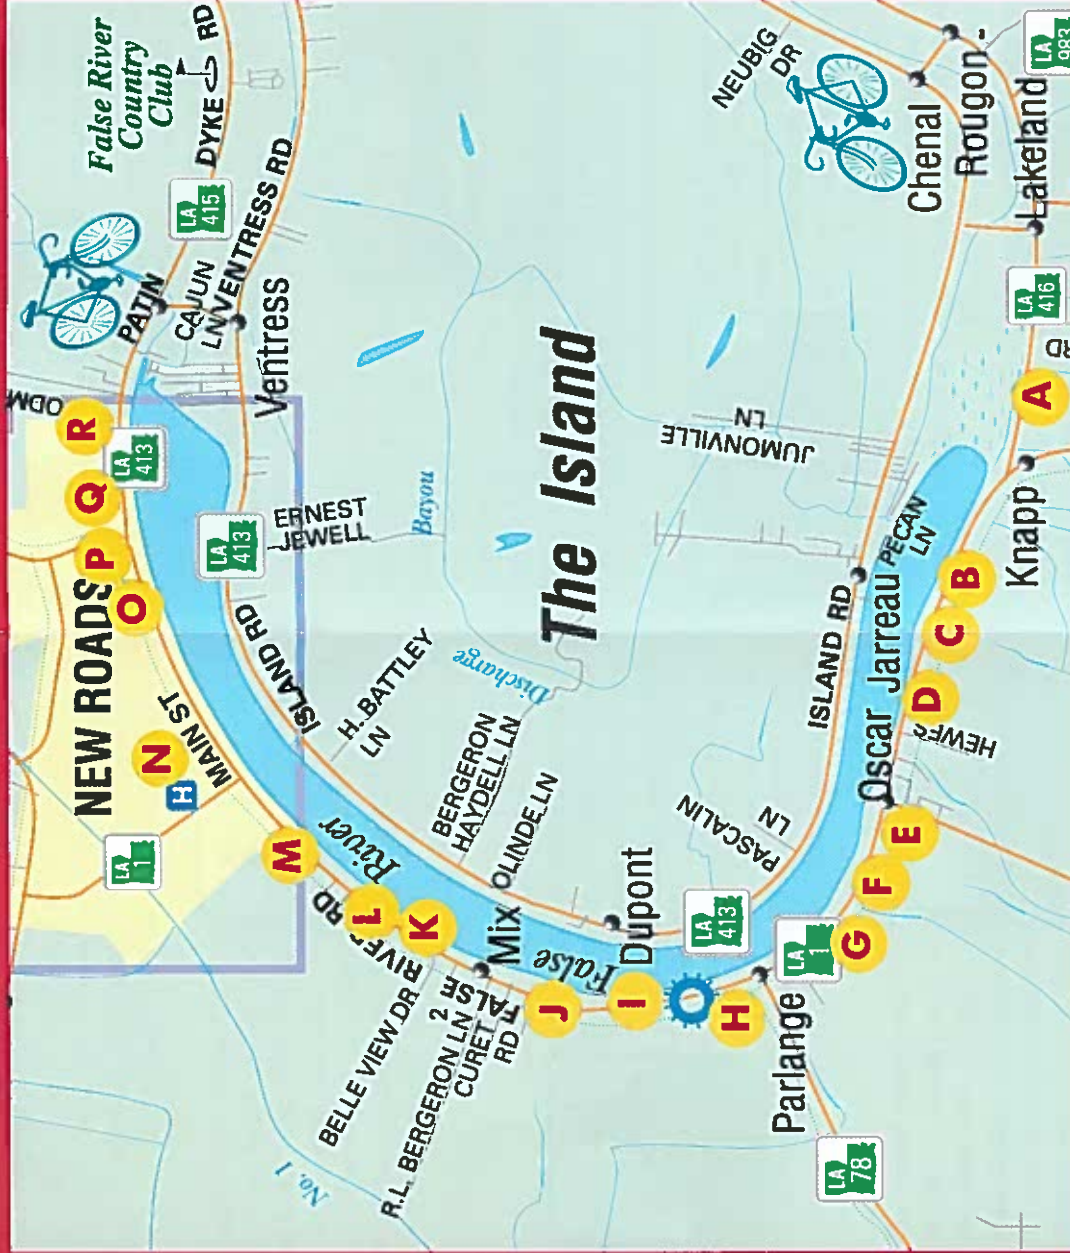 False River
Country
Club
DYKE RD
LA
415
PATIN
CAJUN
LN
VENTRESS RD
Ventress
ODM
R
LA
413
Q
P
O
NEW ROADS
N
H
MAIN ST
LA
1
M
L
K
LA
413
ERNEST
JEWELL
ISLAND RD
H. BATTLEY
LN
BERGERON
HAYDELL LN
OLINDE LN
Bayou
Discharge
The Island
False
River
FALSE RIVER RD
Mix
Dupont
BELLE VIEW DR
R.L. BERGERON LN 2
CURET
RD
No. 1
J
I
H
LA
413
PASCALIN
LN
Parlange
LA
1
LA
78
G
F
E
Oscar
HEWES
D
C
B
Jarreau
PECAN
LN
ISLAND RD
JUMONVILLE
LN
Knapp
A
RD
LA
416
Lakeland
Rougon
Chenal
NEUBIG
DR
LA
983